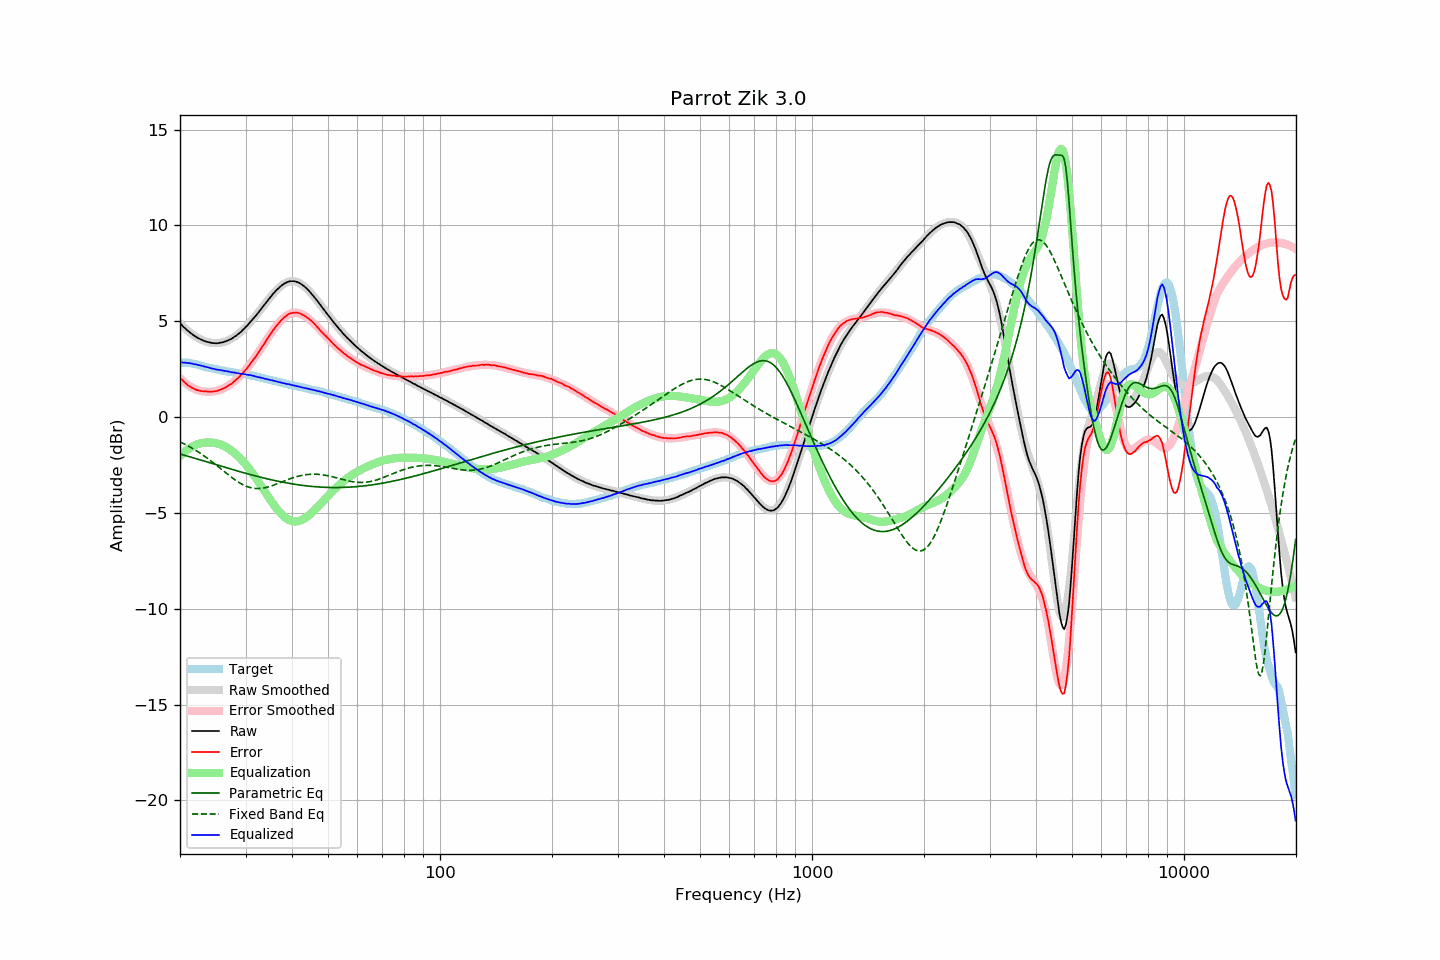 Parrot Zik 3.0
15
10
5
0
−5
−10
−15
−20
Amplitude (dBr)
Target
Raw Smoothed
Error Smoothed
Raw
Error
Equalization
Parametric Eq
Fixed Band Eq
Equalized
100
1000
10000
Frequency (Hz)